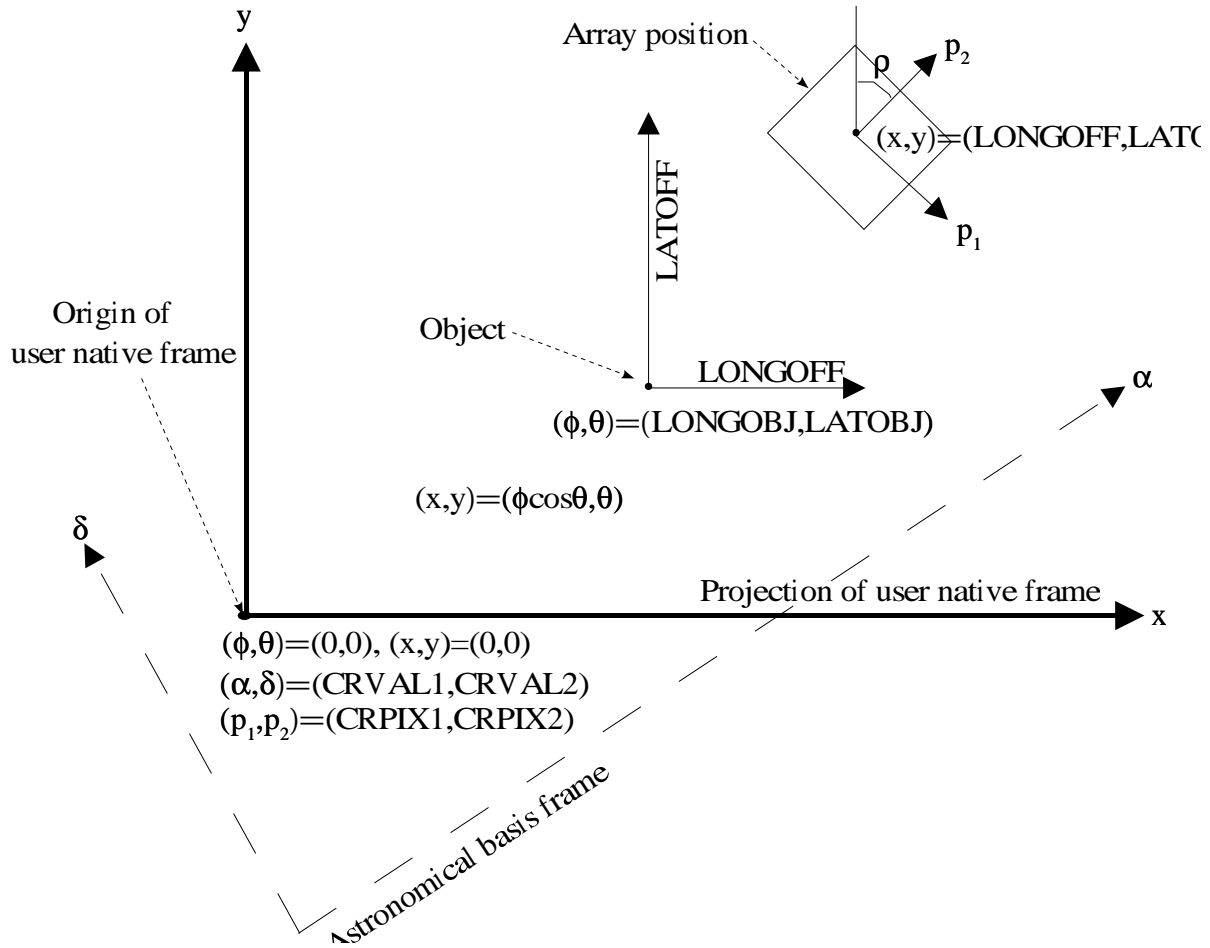 y
Array position
ρ
p₂
(x,y)=(LONGOFF,LATO
p₁
LATOFF
Origin of
user native frame
Object
LONGOFF
α
(ϕ,θ)=(LONGOBJ,LATOBJ)
(x,y)=(ϕcosθ,θ)
δ
Projection of user native frame
x
(ϕ,θ)=(0,0), (x,y)=(0,0)
(α,δ)=(CRVAL1,CRVAL2)
(p₁,p₂)=(CRPIX1,CRPIX2)
Astronomical basis frame